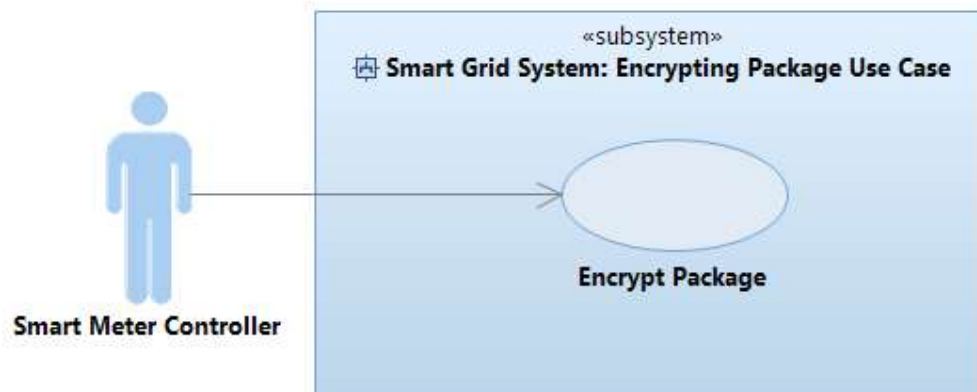 «subsystem»
Smart Grid System: Encrypting Package Use Case
Encrypt Package
Smart Meter Controller